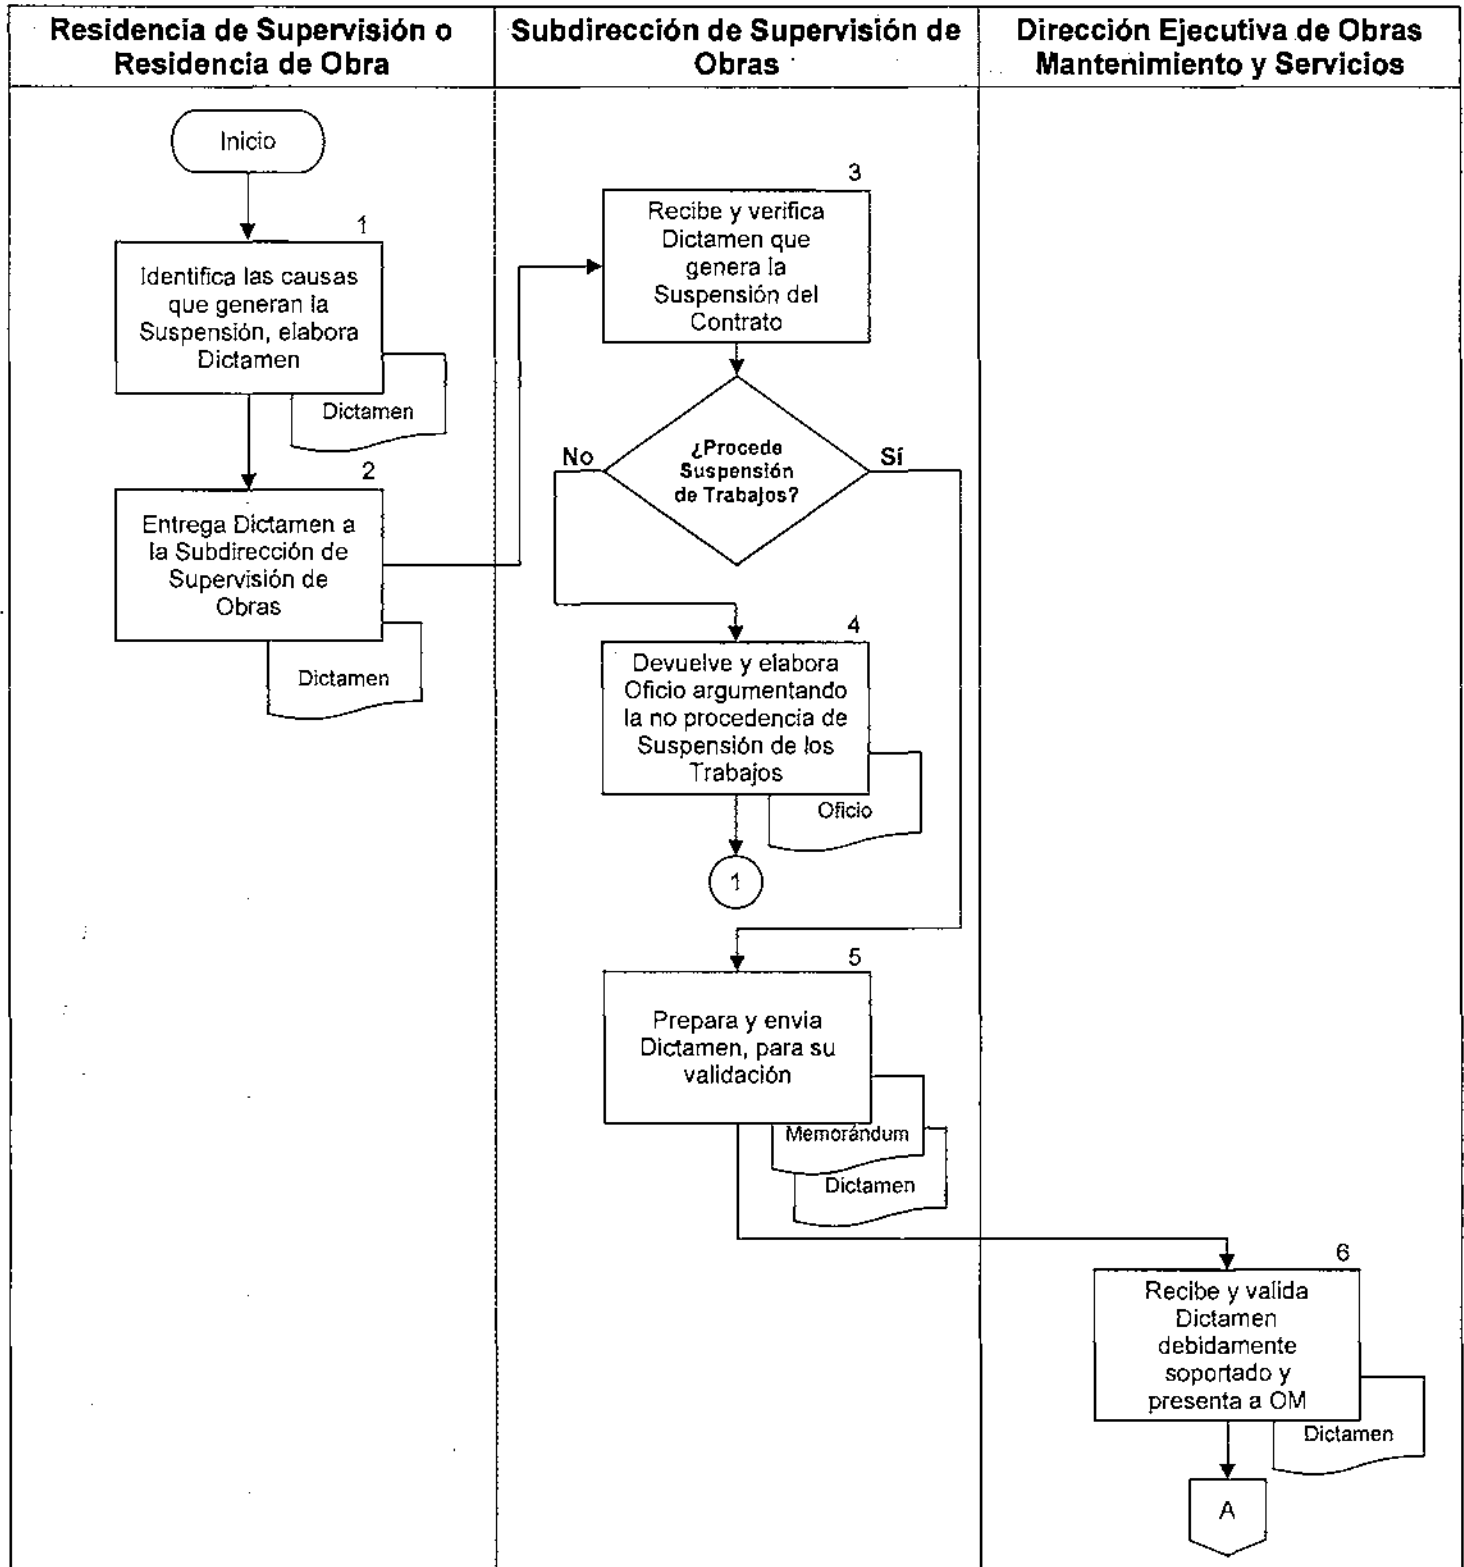 Residencia de Supervisión o
Residencia de Obra
Subdirección de Supervisión de
Obras
Dirección Ejecutiva de Obras
Mantenimiento y Servicios
Inicio
1
Identifica las causas
que generan la
Suspensión, elabora
Dictamen
Dictamen
2
Entrega Dictamen a
la Subdirección de
Supervisión de
Obras
Dictamen
3
Recibe y verifica
Dictamen que
genera la
Suspensión del
Contrato
¿Procede
Suspensión
de Trabajos?
No
Sí
4
Devuelve y elabora
Oficio argumentando
la no procedencia de
Suspensión de los
Trabajos
Oficio
1
5
Prepara y envia
Dictamen, para su
validación
Memorándum
Dictamen
6
Recibe y valida
Dictamen
debidamente
soportado y
presenta a OM
Dictamen
A